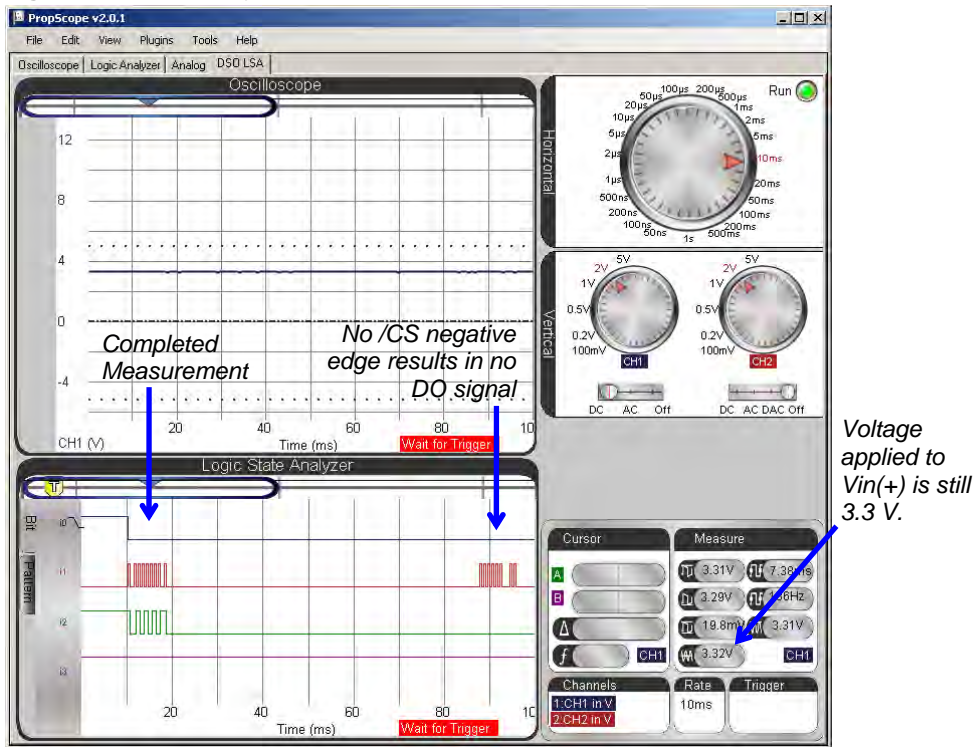 PropScope v2.0.1
File Edit View Plugins Tools Help
Oscilloscope Logic Analyzer Analog DSO LSA
Oscilloscope
12
8
4
0
-4
CH1 (V)
20 40 60 80 10
Time (ms)
Wait for Trigger
Completed
Measurement
No /CS negative
edge results in no
DO signal
Horizontal
Run
50ns
100ns
200ns
500ns
1µs
2µs
5µs
10µs
20µs
50µs
100µs
200µs
500µs
1ms
2ms
5ms
10ms
20ms
50ms
100ms
200ms
500ms
1s
Vertical
5V
2V
1V
0.5V
0.2V
100mV
CH1
DC AC Off
5V
2V
1V
0.5V
0.2V
100mV
CH2
DC AC DAC Off
Voltage
applied to
Vin(+) is still
3.3 V.
Logic State Analyzer
T
Bit
Pattern
20 40 60 80 10
Time (ms)
Wait for Trigger
Cursor
A
B
Δ
f
CH1
Measure
3.31V 7.38ms
3.29V
19.8mV 3.31V
3.32V
CH1
Channels
1:CH1 in V
2:CH2 in V
Rate
10ms
Trigger